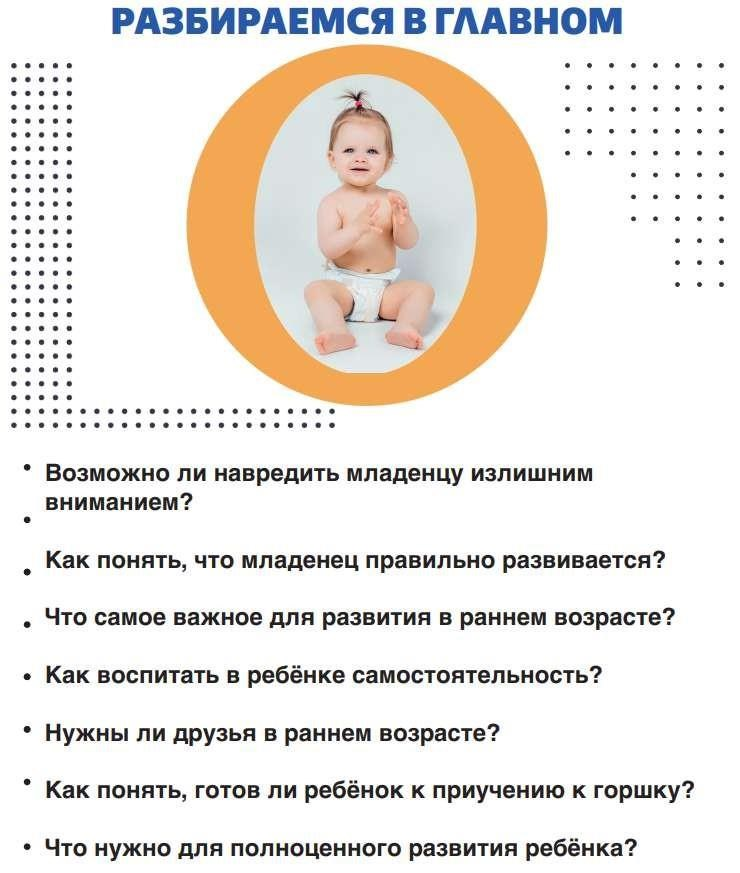 РАЗБИРАЕМСЯ В ГЛАВНОМ
• Возможно ли навредить младенцу излишним
вниманием?
• Как понять, что младенец правильно развивается?
• Что самое важное для развития в раннем возрасте?
• Как воспитать в ребёнке самостоятельность?
• Нужны ли друзья в раннем возрасте?
• Как понять, готов ли ребёнок к приучению к горшку?
• Что нужно для полноценного развития ребёнка?